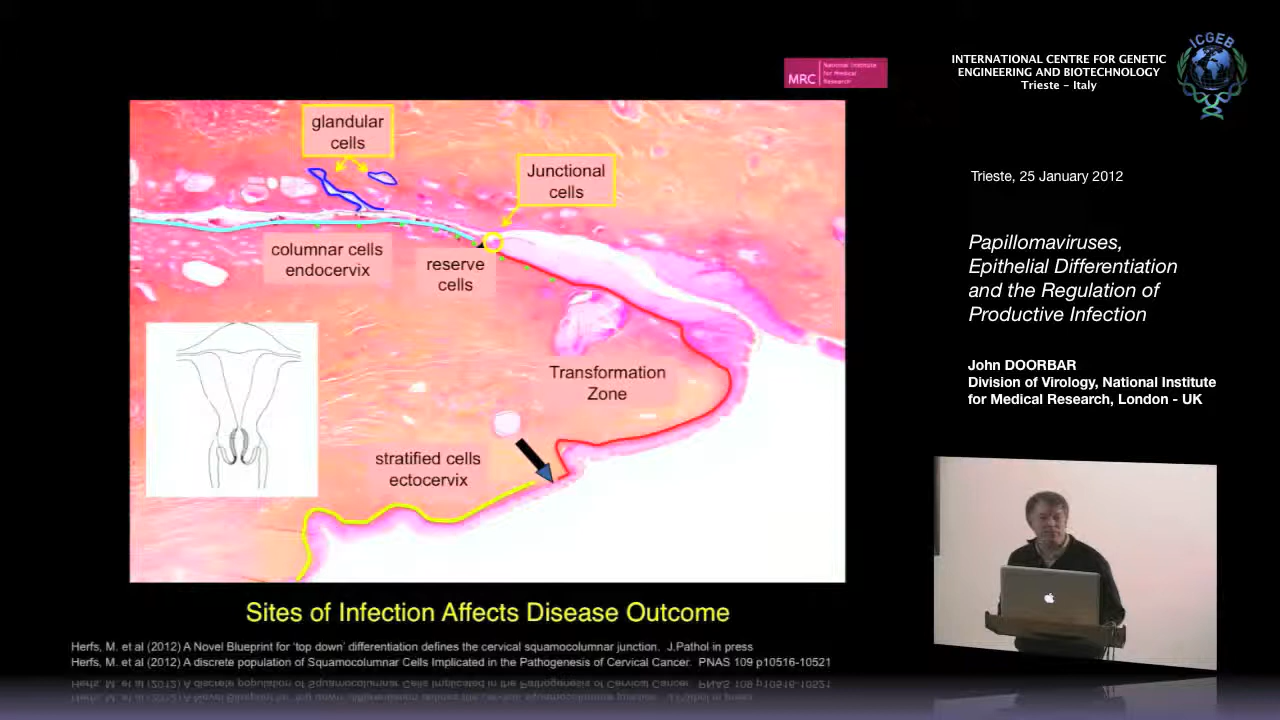 MRC
National Institute
for Medical
Research
INTERNATIONAL CENTRE FOR GENETIC
ENGINEERING AND BIOTECHNOLOGY
Trieste - Italy
ICGEB
glandular
cells
Junctional
cells
columnar cells
endocervix
reserve
cells
Transformation
Zone
stratified cells
ectocervix
Sites of Infection Affects Disease Outcome
Herfs, M. et al (2012) A Novel Blueprint for 'top down' differentiation defines the cervical squamocolumnar junction.  J.Pathol in press
Herfs, M. et al (2012) A discrete population of Squamocolumnar Cells Implicated in the Pathogenesis of Cervical Cancer.  PNAS 109 p10516-10521
Trieste, 25 January 2012
Papillomaviruses,
Epithelial Differentiation
and the Regulation of
Productive Infection
John DOORBAR
Division of Virology, National Institute
for Medical Research, London - UK